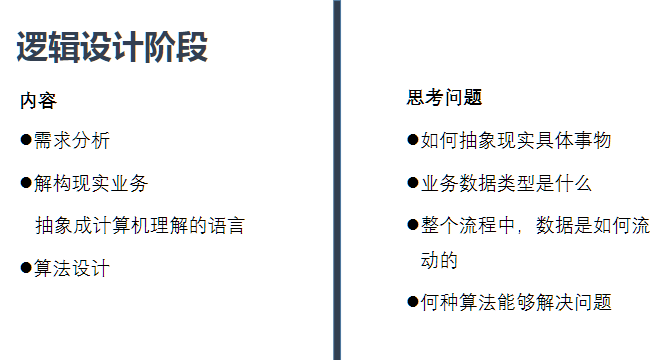 逻辑设计阶段
内容
●需求分析
●解构现实业务
抽象成计算机理解的语言
●算法设计
思考问题
●如何抽象现实具体事物
●业务数据类型是什么
●整个流程中，数据是如何流
动的
●何种算法能够解决问题